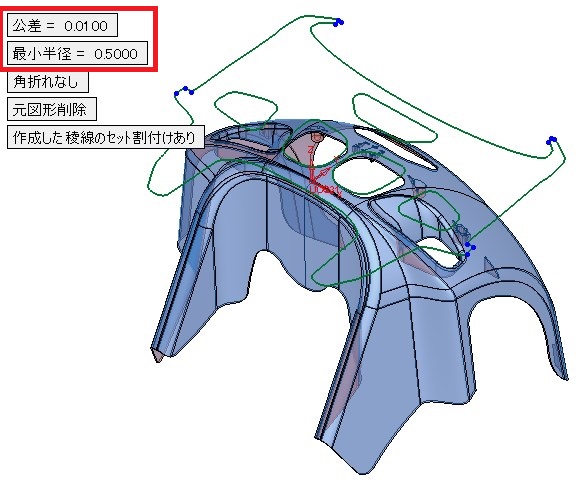 公差 = 0.0100
最小半径 = 0.5000
角折れなし
元図形削除
作成した稜線のセット割付けあり